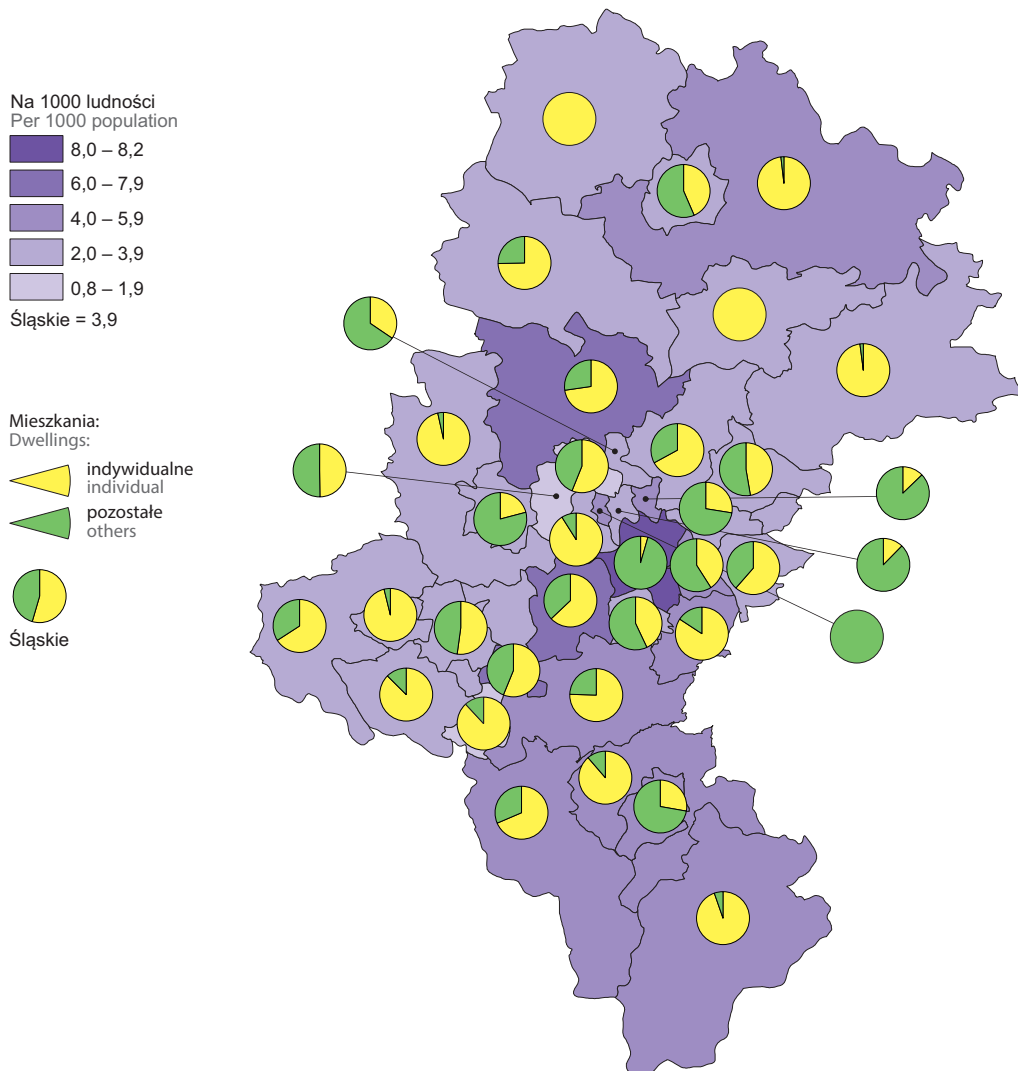 Na 1000 ludności
Per 1000 population
8,0 – 8,2
6,0 – 7,9
4,0 – 5,9
2,0 – 3,9
0,8 – 1,9
Śląskie = 3,9
Mieszkania:
Dwellings:
indywidualne
individual
pozostałe
others
Śląskie